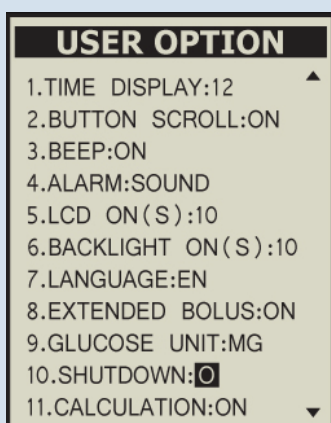 USER OPTION
1.TIME DISPLAY:12
2.BUTTON SCROLL:ON
3.BEEP:ON
4.ALARM:SOUND
5.LCD ON(S):10
6.BACKLIGHT ON(S):10
7.LANGUAGE:EN
8.EXTENDED BOLUS:ON
9.GLUCOSE UNIT:MG
10.SHUTDOWN:O
11.CALCULATION:ON